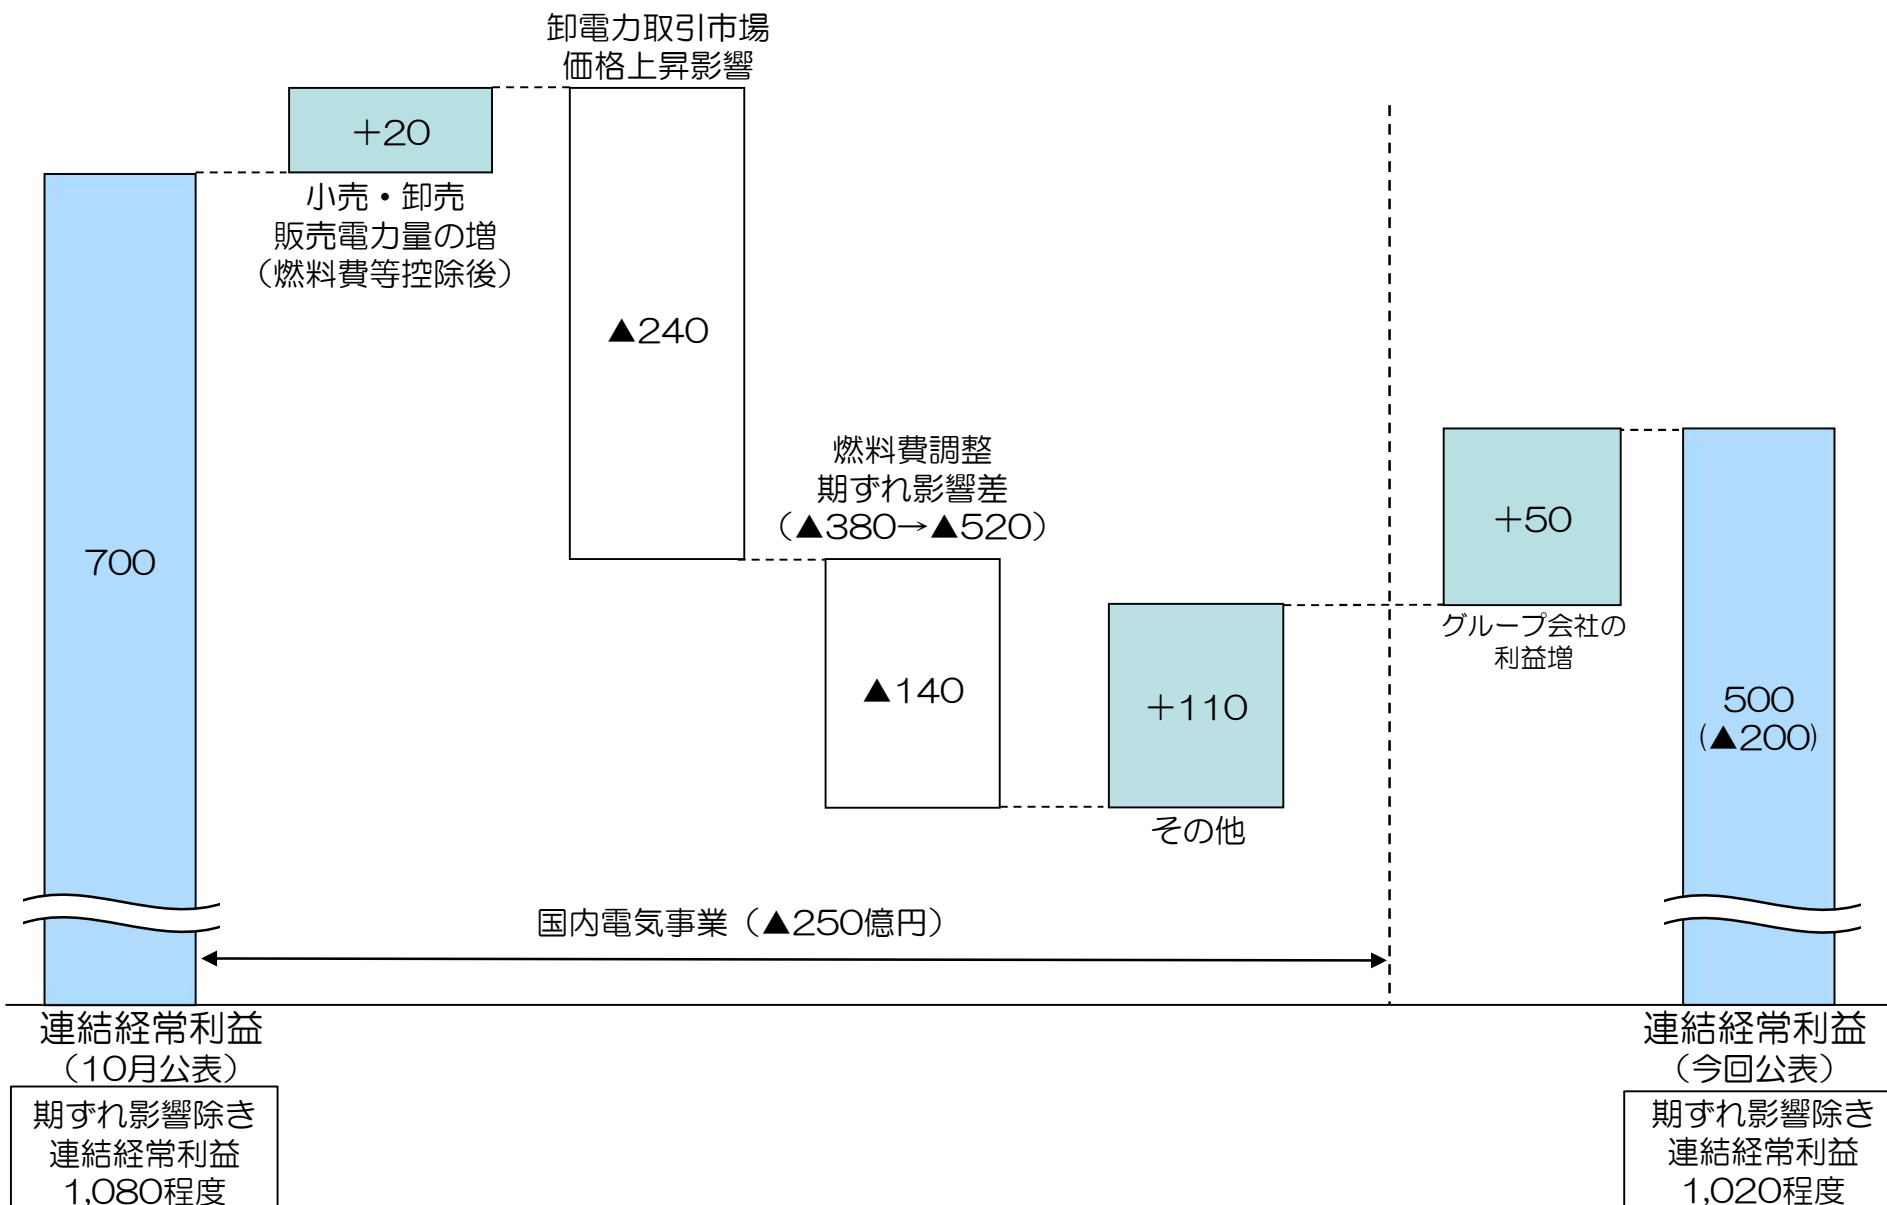 卸電力取引市場
価格上昇影響
＋20
小売・卸売
販売電力量の増
（燃料費等控除後）
▲240
燃料費調整
期ずれ影響差
（▲380→▲520）
▲140
＋110
その他
＋50
グループ会社の
利益増
700
500
(▲200)
国内電気事業（▲250億円）
連結経常利益
（10月公表）
期ずれ影響除き
連結経常利益
1,080程度
連結経常利益
（今回公表）
期ずれ影響除き
連結経常利益
1,020程度